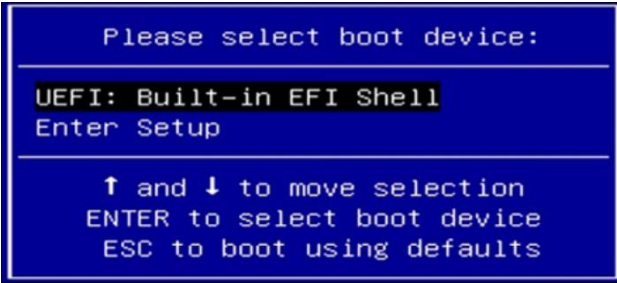 Please select boot device:
UEFI: Built-in EFI Shell
Enter Setup
↑ and ↓ to move selection
ENTER to select boot device
ESC to boot using defaults